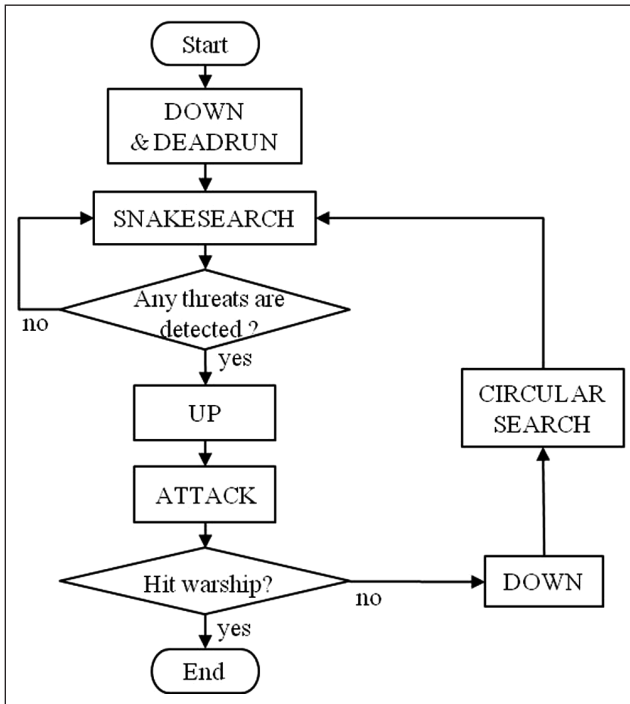 Start
DOWN
& DEADRUN
SNAKESEARCH
Any threats are
detected ?
no
yes
UP
CIRCULAR
SEARCH
ATTACK
Hit warship?
no
DOWN
yes
End